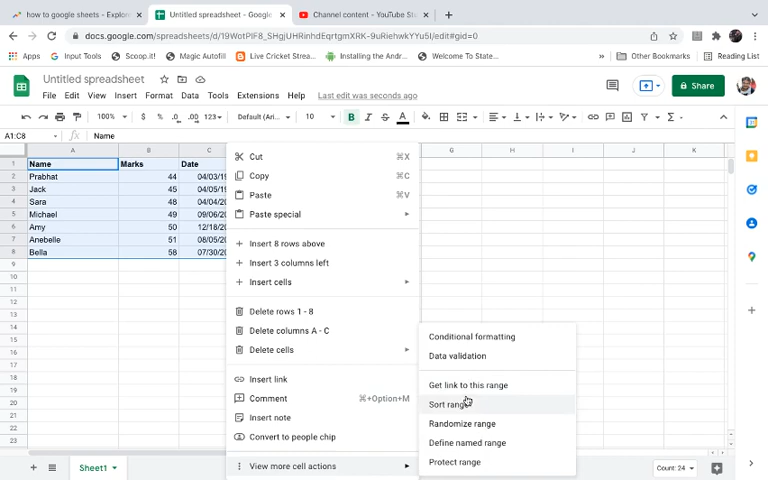 how to google sheets - Explore
Untitled spreadsheet - Google
Channel content - YouTube Stu
docs.google.com/spreadsheets/d/19WotPlF8_SHgjUHRinhdEqrtgmXRK-9uRiehwkYYu5I/edit#gid=0
Apps
Input Tools
Scoop.it!
Magic Autofill
Live Cricket Strea...
Installing the Andr...
Welcome To State...
»
Other Bookmarks
Reading List
Untitled spreadsheet
File Edit View Insert Format Data Tools Extensions Help Last edit was seconds ago
Share
100% $ % .0 .00 123 Default (Ari... 10 B I S A
A1:C8 fx Name
A B C G H I J K
1 Name Marks Date
2 Prabhat 44 04/03/19
3 Jack 45 04/05/19
4 Sara 48 04/04/20
5 Michael 49 09/06/20
6 Amy 50 12/18/20
7 Anebelle 51 08/05/20
8 Bella 58 07/30/20
9
10
11
12
13
14
15
16
17
18
19
20
21
22
23
Cut ⌘X
Copy ⌘C
Paste ⌘V
Paste special
Insert 8 rows above
Insert 3 columns left
Insert cells
Delete rows 1 - 8
Delete columns A - C
Delete cells
Insert link
Comment ⌘+Option+M
Insert note
Convert to people chip
View more cell actions
Conditional formatting
Data validation
Get link to this range
Sort range
Randomize range
Define named range
Protect range
Sheet1
Count: 24